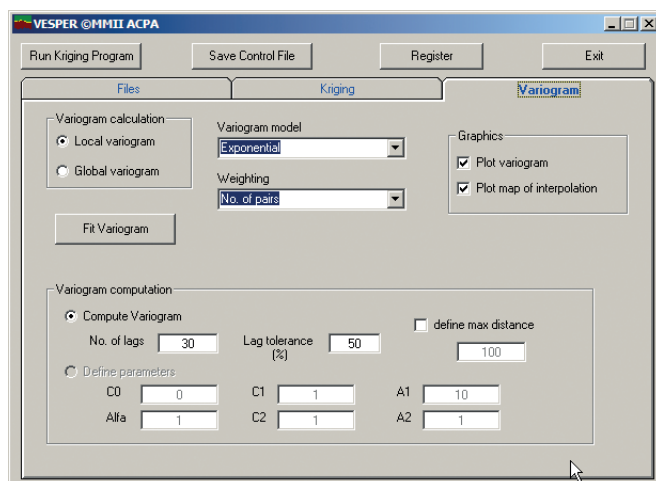 VESPER ©MMII ACPA
Run Kriging Program Save Control File Register Exit
Files Kriging Variogram
Variogram calculation
Local variogram
Global variogram
Variogram model
Exponential
Weighting
No. of pairs
Graphics
Plot variogram
Plot map of interpolation
Fit Variogram
Variogram computation
Compute Variogram
No. of lags 30 Lag tolerance (%) 50
define max distance
100
Define parameters
C0 0 C1 1 A1 10
Alfa 1 C2 1 A2 1